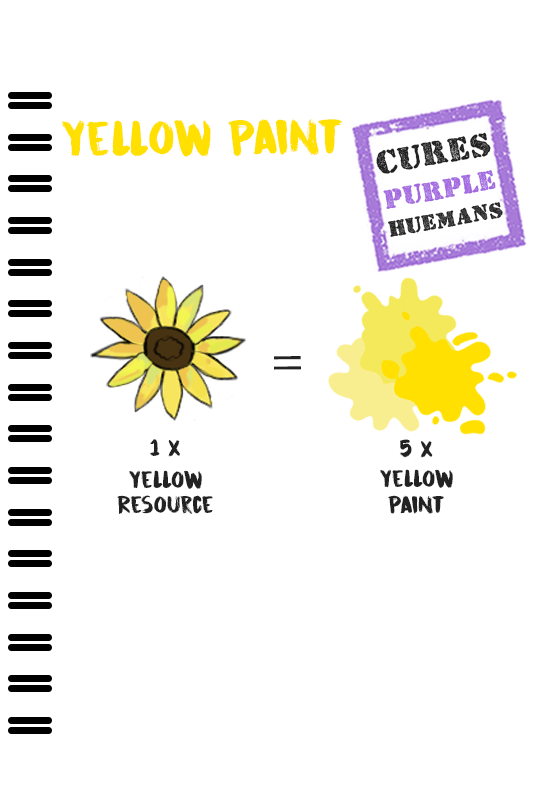 YELLOW PAINT
CURES
PURPLE
HUEMANS
=
1 X
YELLOW
RESOURCE
5 X
YELLOW
PAINT